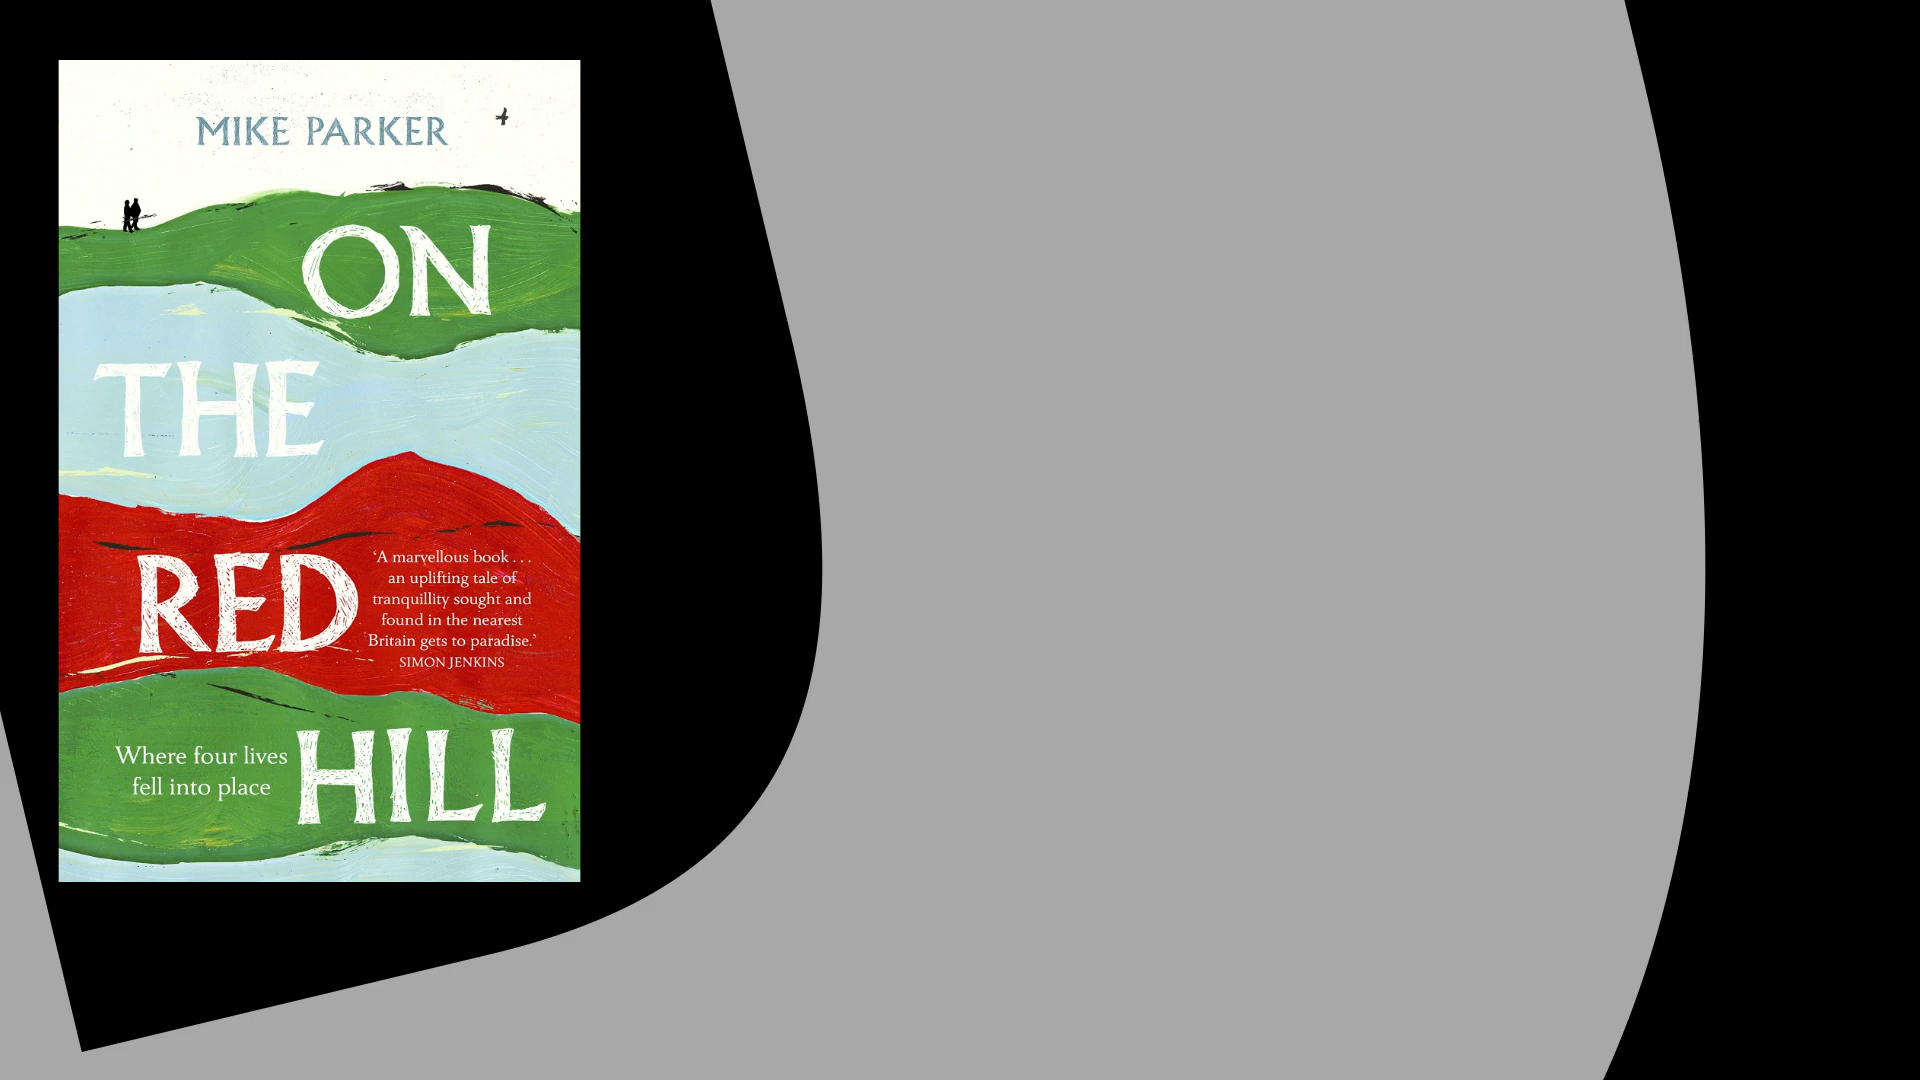 MIKE PARKER
ON
THE
RED
‘A marvellous book . . .
an uplifting tale of
tranquillity sought and
found in the nearest
Britain gets to paradise.’
SIMON JENKINS
Where four lives
fell into place
HILL